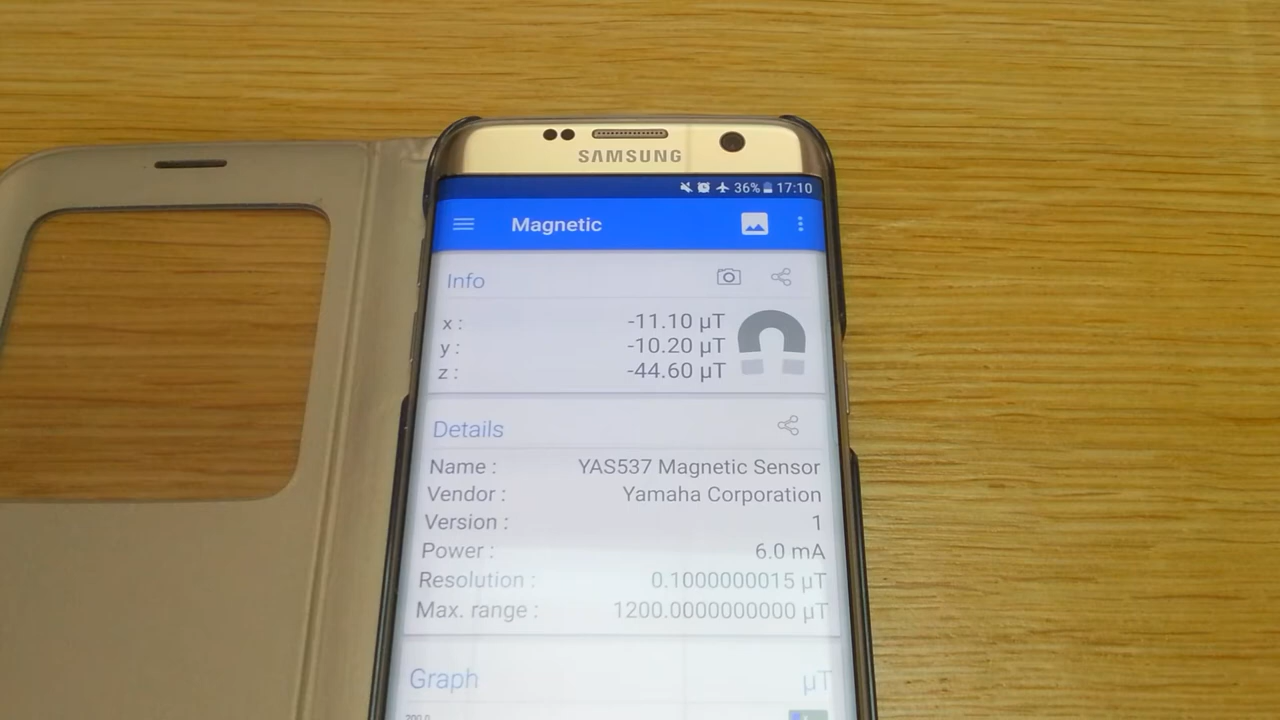 SAMSUNG
36% 17:10
Magnetic
Info
x : -11.10 µT
y : -10.20 µT
z : -44.60 µT
Details
Name : YAS537 Magnetic Sensor
Vendor : Yamaha Corporation
Version : 1
Power : 6.0 mA
Resolution : 0.1000000015 µT
Max. range : 1200.0000000000 µT
Graph µT
200.0